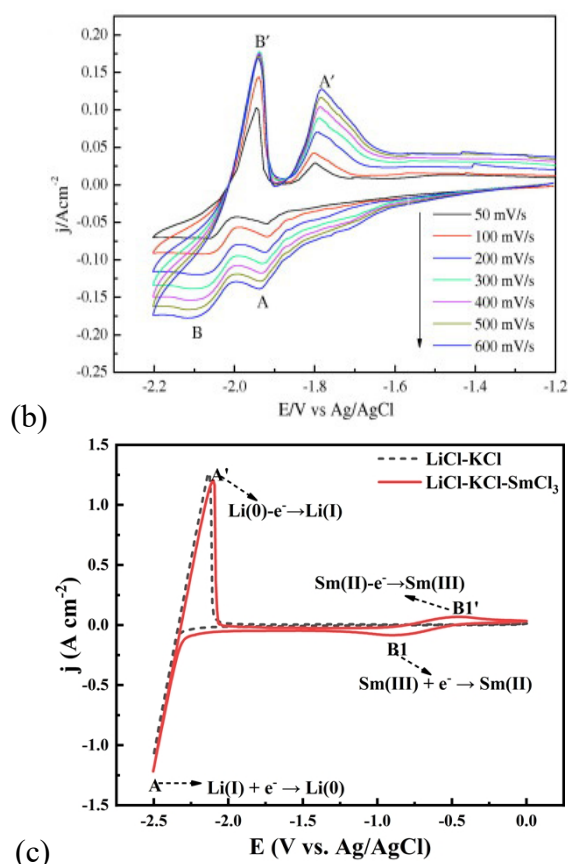 B′
A′
0.20
0.15
0.10
0.05
0.00
-0.05
-0.10
-0.15
-0.20
-0.25
j/Acm⁻²
A
B
50 mV/s
100 mV/s
200 mV/s
300 mV/s
400 mV/s
500 mV/s
600 mV/s
-2.2 -2.0 -1.8 -1.6 -1.4 -1.2
E/V vs Ag/AgCl
(b)
1.5
1.0
0.5
0.0
-0.5
-1.0
-1.5
j (A cm⁻²)
LiCl-KCl
LiCl-KCl-SmCl₃
A'
Li(0)-e⁻→Li(I)
Sm(II)-e⁻→Sm(III)
B1'
B1
Sm(III) + e⁻ → Sm(II)
A
Li(I) + e⁻ → Li(0)
-2.5 -2.0 -1.5 -1.0 -0.5 0.0
E (V vs. Ag/AgCl)
(c)